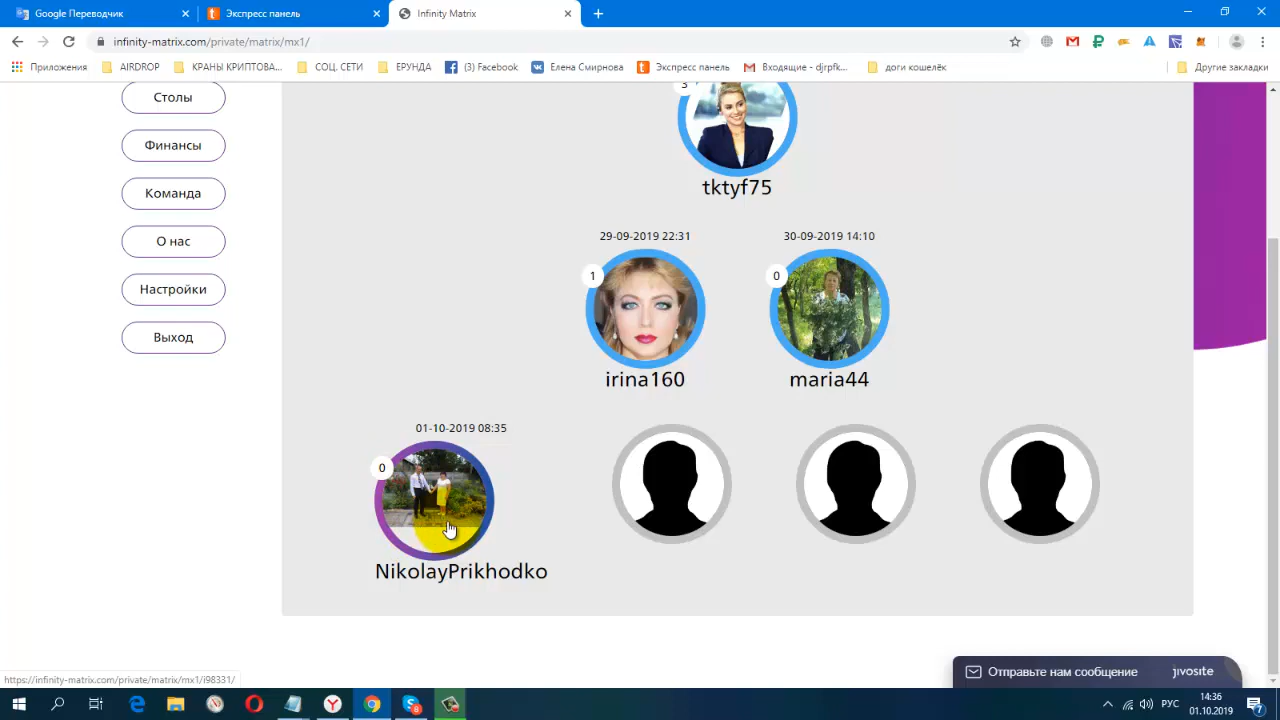 Google Переводчик
Экспресс панель
Infinity Matrix
infinity-matrix.com/private/matrix/mx1/
Приложения
AIRDROP
КРАНЫ КРИПТОВА...
СОЦ. СЕТИ
ЕРУНДА
Facebook
Елена Смирнова
Экспресс панель
Входящие - djrpfk...
доги кошелёк
Другие закладки
Столы
Финансы
Команда
О нас
Настройки
Выход
3
tktyf75
29-09-2019 22:31
30-09-2019 14:10
1
0
irina160
maria44
01-10-2019 08:35
0
NikolayPrikhodko
Отправьте нам сообщение
jivosite
https://infinity-matrix.com/private/matrix/mx1/i98331/
РУС
14:36
01.10.2019